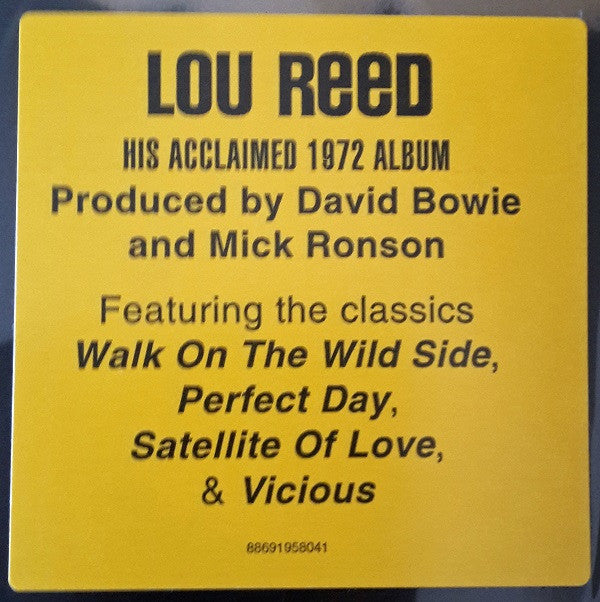 LOU REED
HIS ACCLAIMED 1972 ALBUM
Produced by David Bowie
and Mick Ronson
Featuring the classics
Walk On The Wild Side,
Perfect Day,
Satellite Of Love,
& Vicious
88691958041